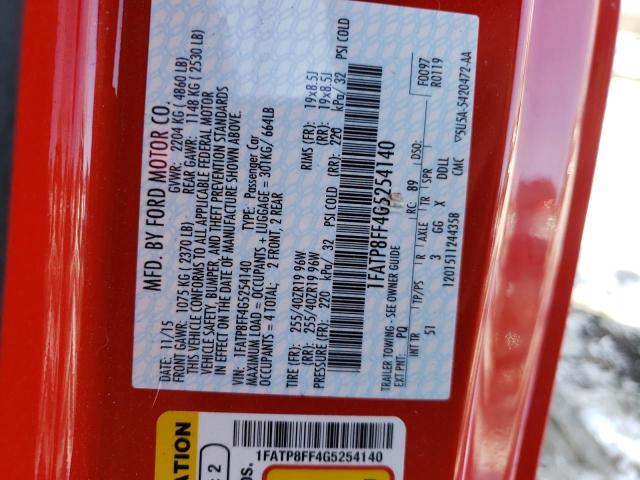 MFD. BY FORD MOTOR CO.
DATE: 11/15
GVWR: 2204 KG (4860 LB)
FRONT GAWR: 1075 KG (2370 LB)
REAR GAWR: 1148 KG (2530 LB)
THIS VEHICLE CONFORMS TO ALL APPLICABLE FEDERAL MOTOR
VEHICLE SAFETY, BUMPER, AND THEFT PREVENTION STANDARDS
IN EFFECT ON THE DATE OF MANUFACTURE SHOWN ABOVE.
VIN: 1FATP8FF4G5254140
TYPE: Passenger Car
MAXIMUM LOAD = OCCUPANTS + LUGGAGE = 301KG/ 664LB
OCCUPANTS = 4 TOTAL; 2 FRONT, 2 REAR
TIRE (FR): 255/40ZR19 96W RIMS (FR): 19x8.5J
(RR): 255/40ZR19 96W (RR): 19x8.5J
PRESSURE (FR): 220 kPa/ 32 PSI COLD (RR): 220 kPa/ 32 PSI COLD
1FATP8FF4G5254140
TRAILER TOWING - SEE OWNER GUIDE
F0097
R0119
EXT PNT: PQ RC: 89 DSO:
INT TR TP/PS R AXLE TR SPR
51 3 GG X DDLL
CMC
1201511244358
▽5U5A-5420472-AA
1FATP8FF4G5254140
: 2
os.